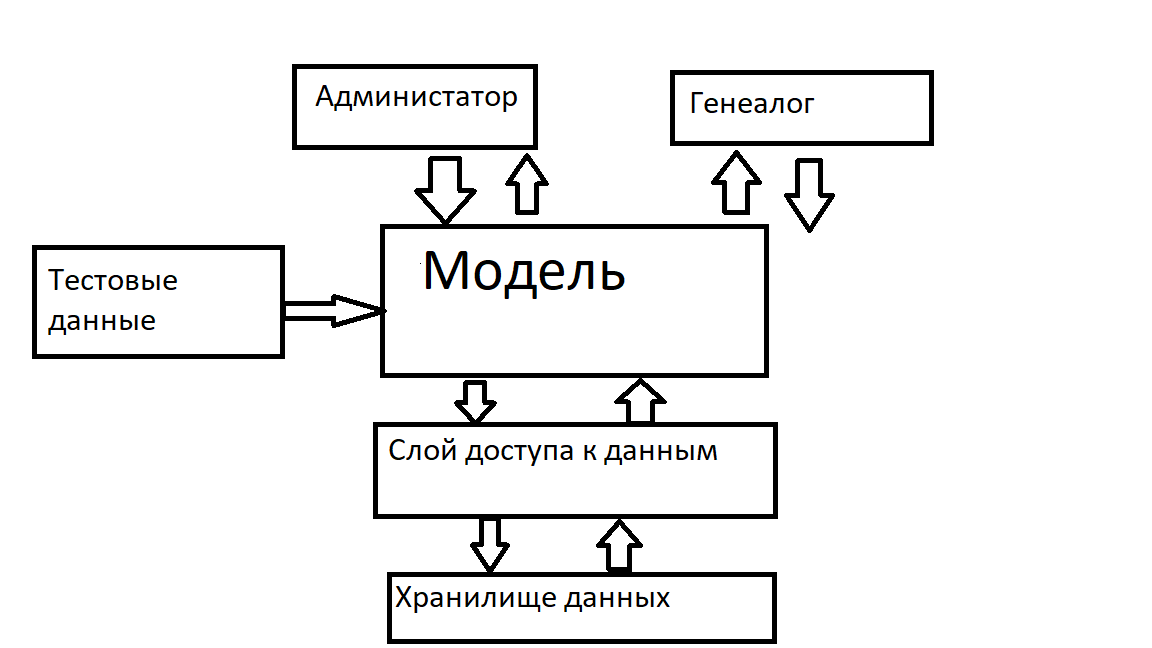 Администатор
Генеалог
Модель
Тестовые
данные
Слой доступа к данным
Хранилище данных